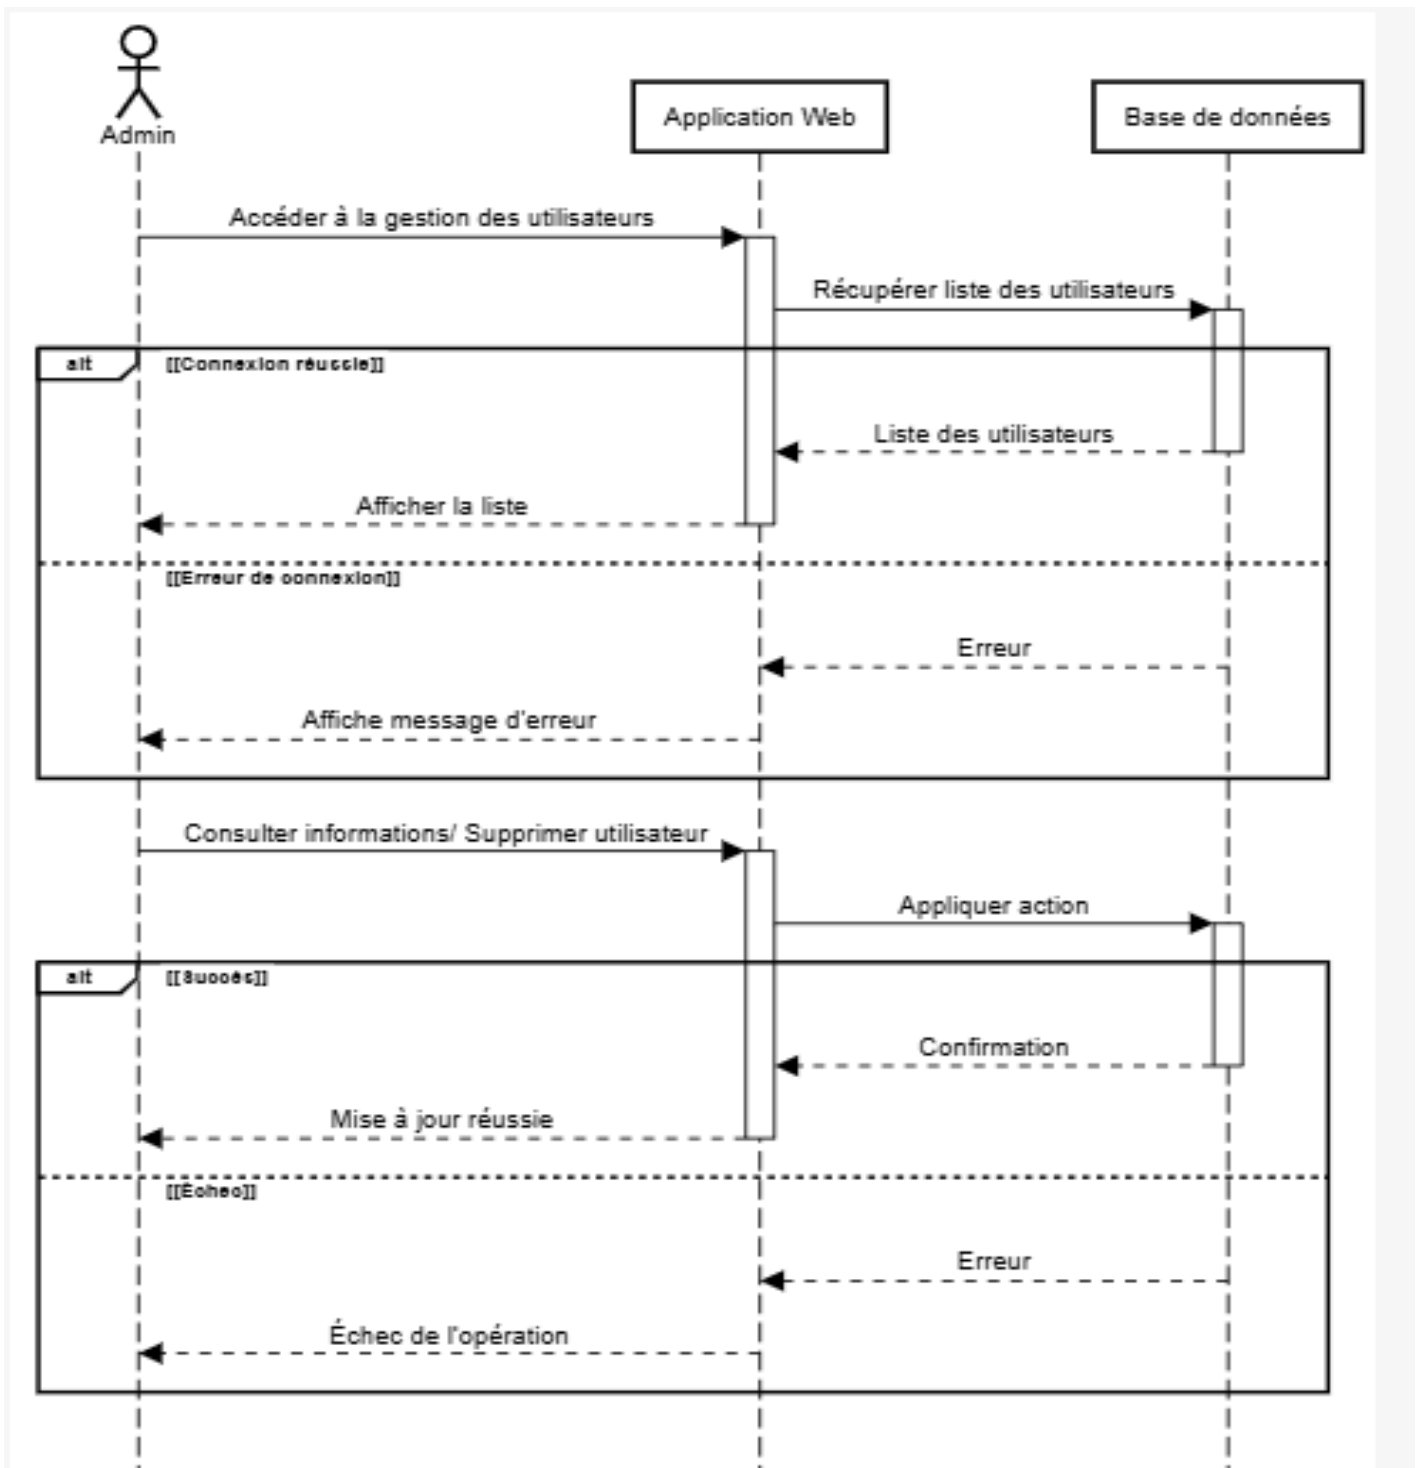 Admin
Application Web
Base de données
Accéder à la gestion des utilisateurs
Récupérer liste des utilisateurs
alt
[[Connexion réussie]]
Liste des utilisateurs
Afficher la liste
[[Erreur de connexion]]
Erreur
Affiche message d'erreur
Consulter informations/ Supprimer utilisateur
Appliquer action
alt
[[Succès]]
Confirmation
Mise à jour réussie
[[Échec]]
Erreur
Échec de l'opération